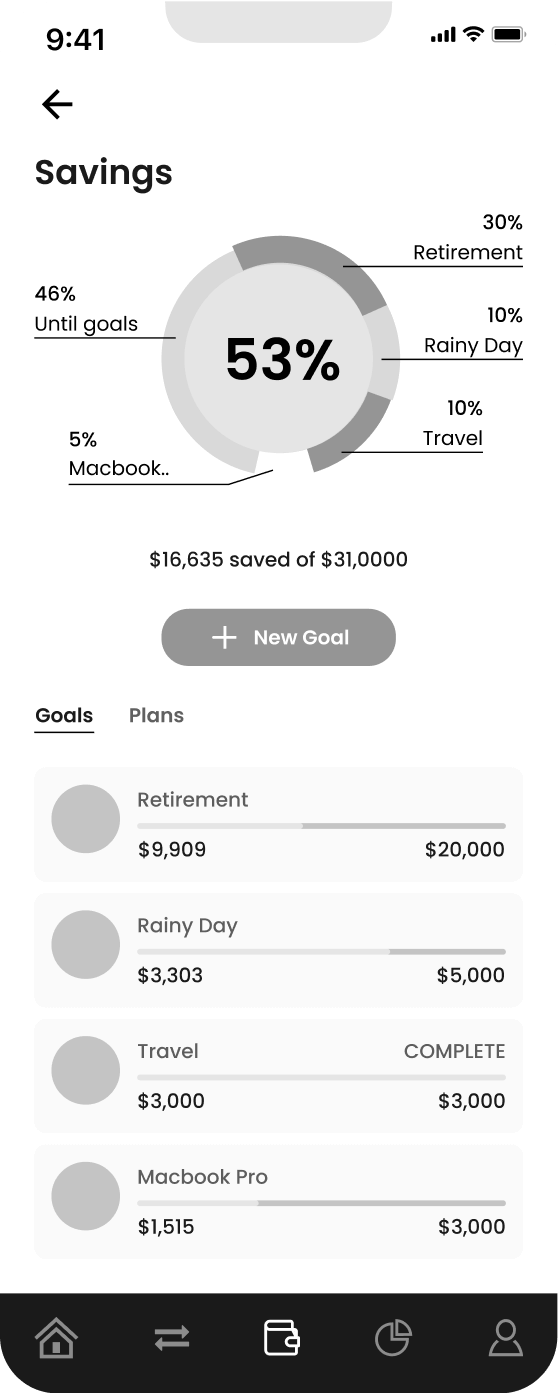 9:41
Savings
30%
Retirement
46%
Until goals
10%
Rainy Day
53%
10%
Travel
5%
Macbook..
$16,635 saved of $31,0000
New Goal
Goals Plans
Retirement
$9,909 $20,000
Rainy Day
$3,303 $5,000
Travel COMPLETE
$3,000 $3,000
Macbook Pro
$1,515 $3,000